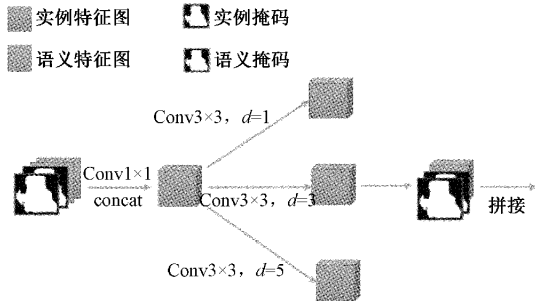 实例特征图 实例掩码
语义特征图 语义掩码
Conv3×3，d=1
Conv1×1
concat
Conv3×3，d=3
拼接
Conv3×3，d=5